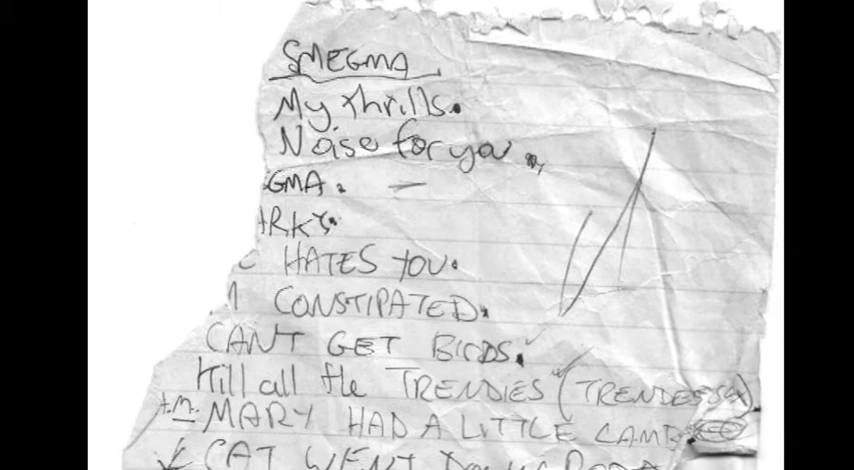 SMEGMA
My thrills.
Noise for you.
GMA. –
ARKY.
HATES YOU.
CONSTIPATED.
CANT GET BIRDS.
Kill all the TRENDIES (
MARY HAD A LITTLE LAMB
CAT WENT